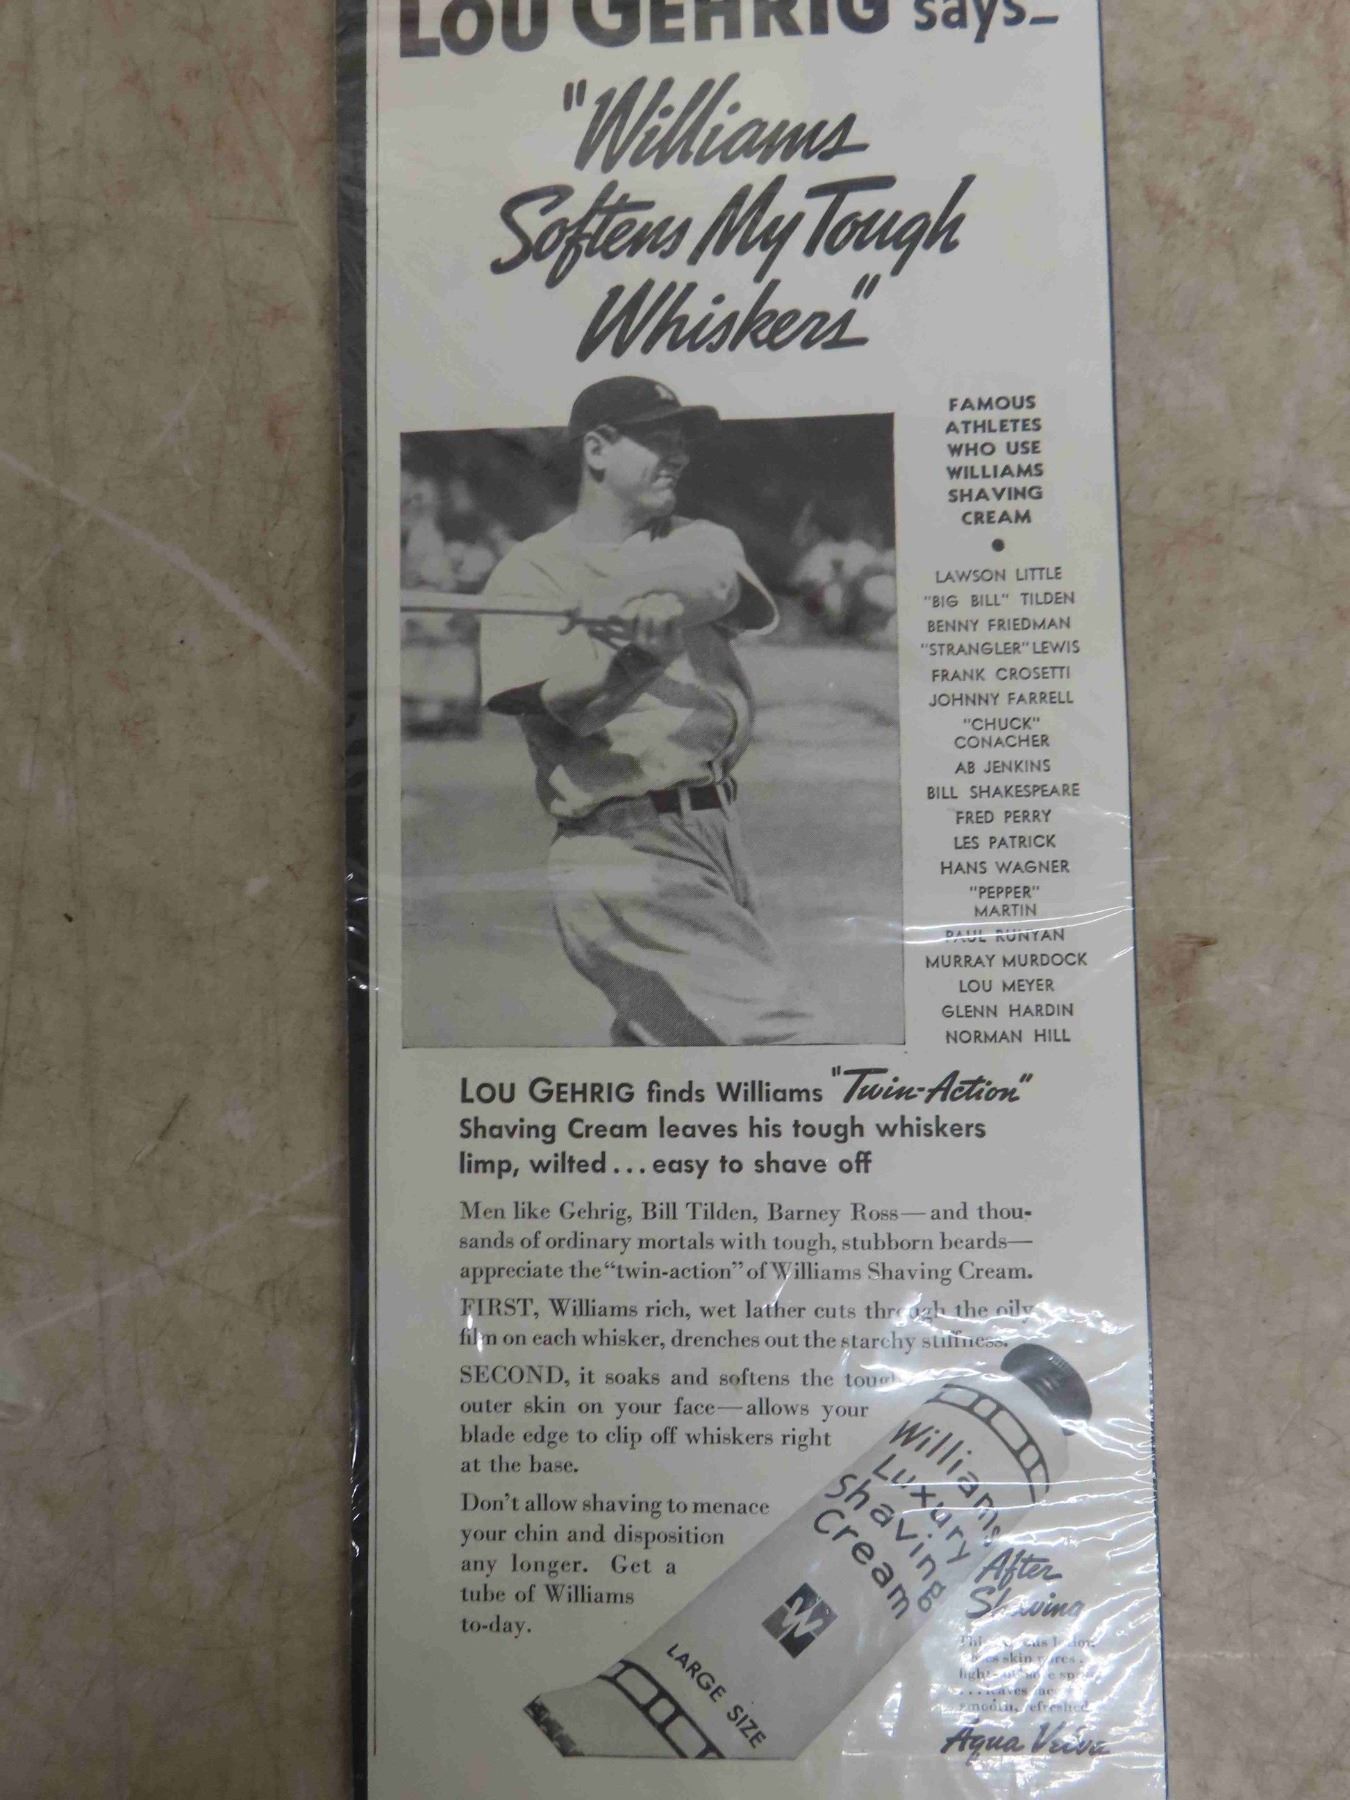 LOU GEHRIG says—
"Williams
Softens My Tough
Whiskers"
FAMOUS
ATHLETES
WHO USE
WILLIAMS
SHAVING
CREAM
LAWSON LITTLE
"BIG BILL" TILDEN
BENNY FRIEDMAN
"STRANGLER" LEWIS
FRANK CROSETTI
JOHNNY FARRELL
"CHUCK"
CONACHER
AB JENKINS
BILL SHAKESPEARE
FRED PERRY
LES PATRICK
HANS WAGNER
"PEPPER"
MARTIN
PAUL RUNYAN
MURRAY MURDOCK
LOU MEYER
GLENN HARDIN
NORMAN HILL
LOU GEHRIG finds Williams "Twin-Action"
Shaving Cream leaves his tough whiskers
limp, wilted... easy to shave off
Men like Gehrig, Bill Tilden, Barney Ross—and thou-
sands of ordinary mortals with tough, stubborn beards—
appreciate the "twin-action" of Williams Shaving Cream.
FIRST, Williams rich, wet lather cuts through the oily
film on each whisker, drenches out the starchy stiffness.
SECOND, it soaks and softens the tough
outer skin on your face—allows your
blade edge to clip off whiskers right
at the base.
Don't allow shaving to menace
your chin and disposition
any longer. Get a
tube of Williams
to-day.
Williams
Luxury
Shaving
Cream
W
LARGE SIZE
After
Shaving
skin pores
smooth, refreshed
Aqua Velva